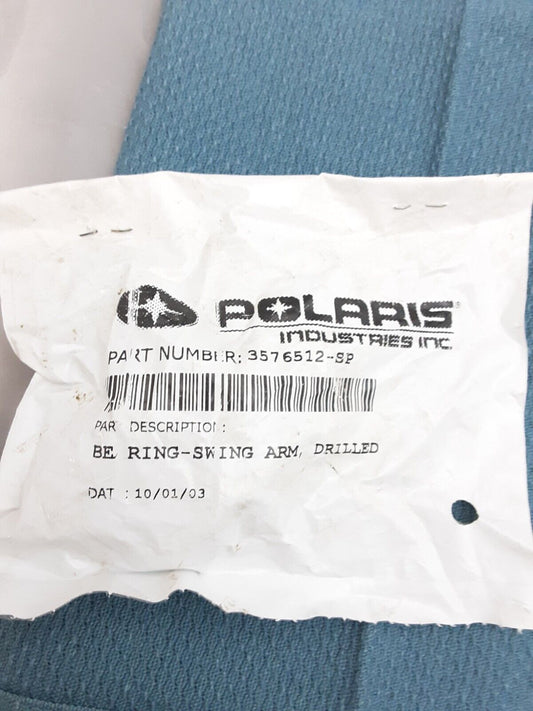 POLARIS
INDUSTRIES INC.
PART NUMBER: 3576512-SP
PAR DESCRIPTION:
BE RING-SWING ARM, DRILLED
DAT : 10/01/03